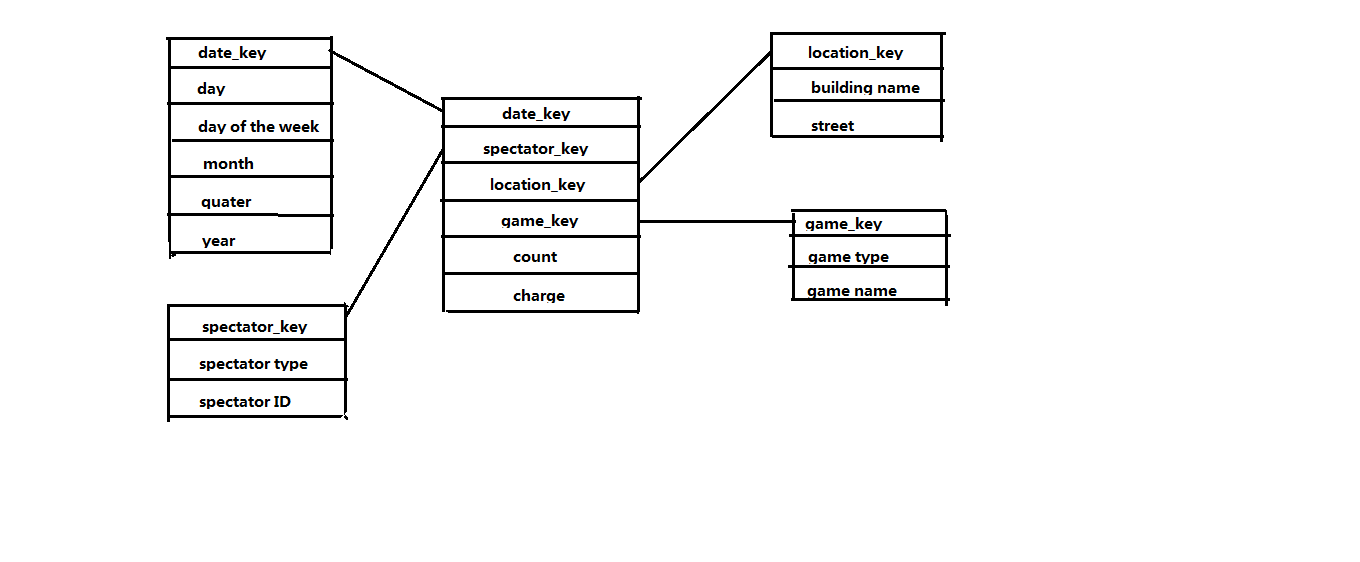 date_key
day
day of the week
month
quater
year
spectator_key
spectator type
spectator ID
date_key
spectator_key
location_key
game_key
count
charge
location_key
building name
street
game_key
game type
game name